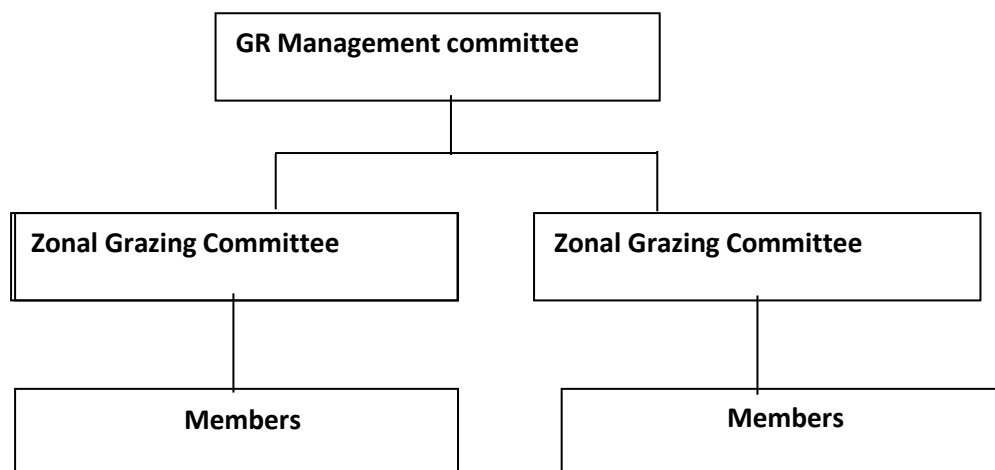 GR Management committee
Zonal Grazing Committee
Zonal Grazing Committee
Members
Members